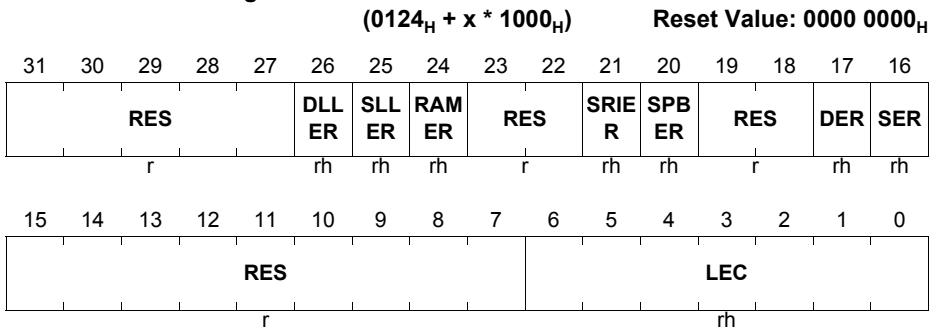 (0124H + x * 1000H) Reset Value: 0000 0000H
31 30 29 28 27 26 25 24 23 22 21 20 19 18 17 16
RES DLL ER SLL ER RAM ER RES SRIE R SPB ER RES DER SER
r rh rh rh r rh rh r rh rh
15 14 13 12 11 10 9 8 7 6 5 4 3 2 1 0
RES LEC
r rh